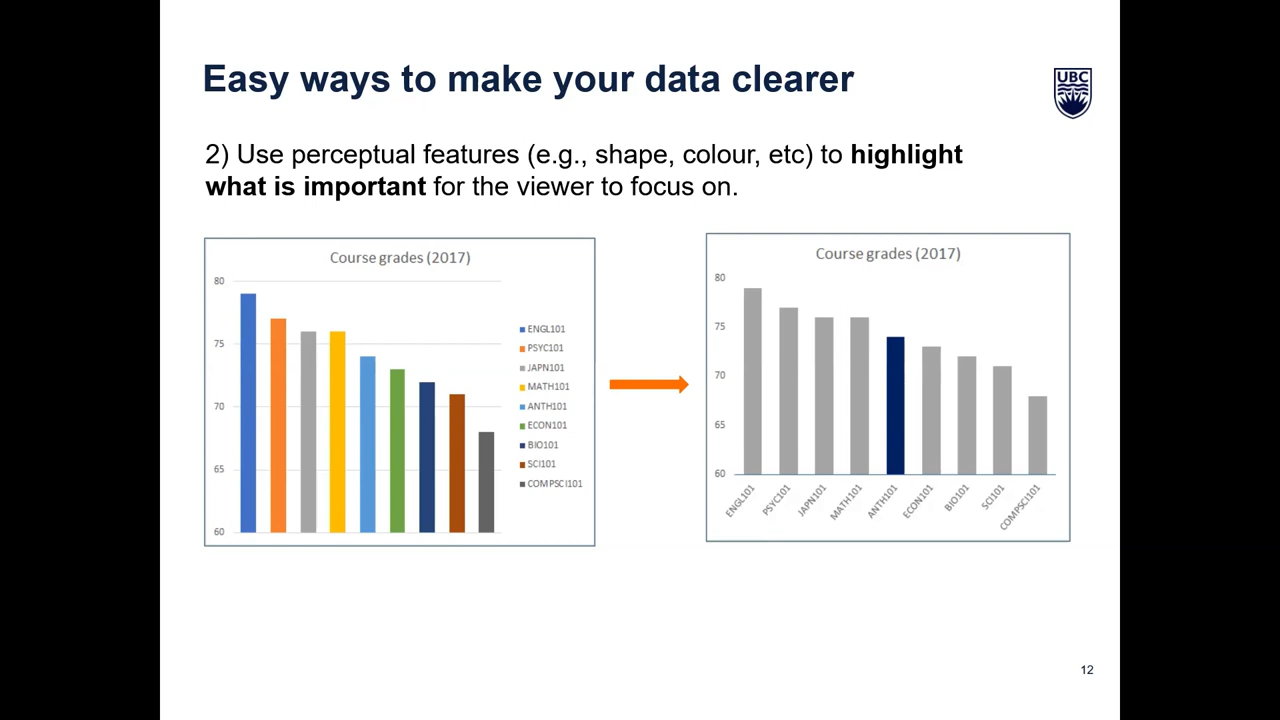 Easy ways to make your data clearer
UBC
2) Use perceptual features (e.g., shape, colour, etc) to highlight
what is important for the viewer to focus on.
Course grades (2017)
80
75
70
65
60
ENGL101
PSYC101
JAPN101
MATH101
ANTH101
ECON101
BIO101
SCI101
COMPSCI101
Course grades (2017)
80
75
70
65
60
ENGL101
PSYC101
JAPN101
MATH101
ANTH101
ECON101
BIO101
SCI101
COMPSCI101
12